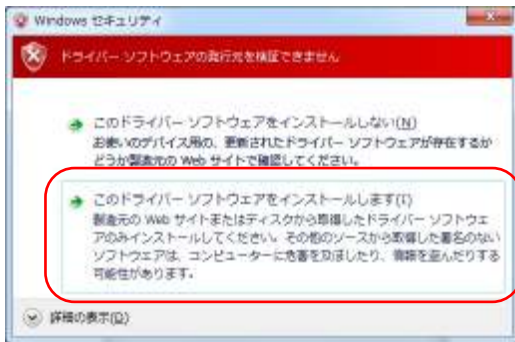 Windows セキュリティ
ドライバー ソフトウェアの発行元を検証できません
このドライバー ソフトウェアをインストールしない(N)
お使いのデバイス用の、更新されたドライバー ソフトウェアが存在するか
どうか製造元の Web サイトで確認してください。
このドライバー ソフトウェアをインストールします(I)
製造元の Web サイトまたはディスクから取得したドライバー ソフトウェ
アのみインストールしてください。その他のソースから取得した署名のない
ソフトウェアは、コンピューターに危害を及ぼしたり、情報を盗んだりする
可能性があります。
詳細の表示(D)